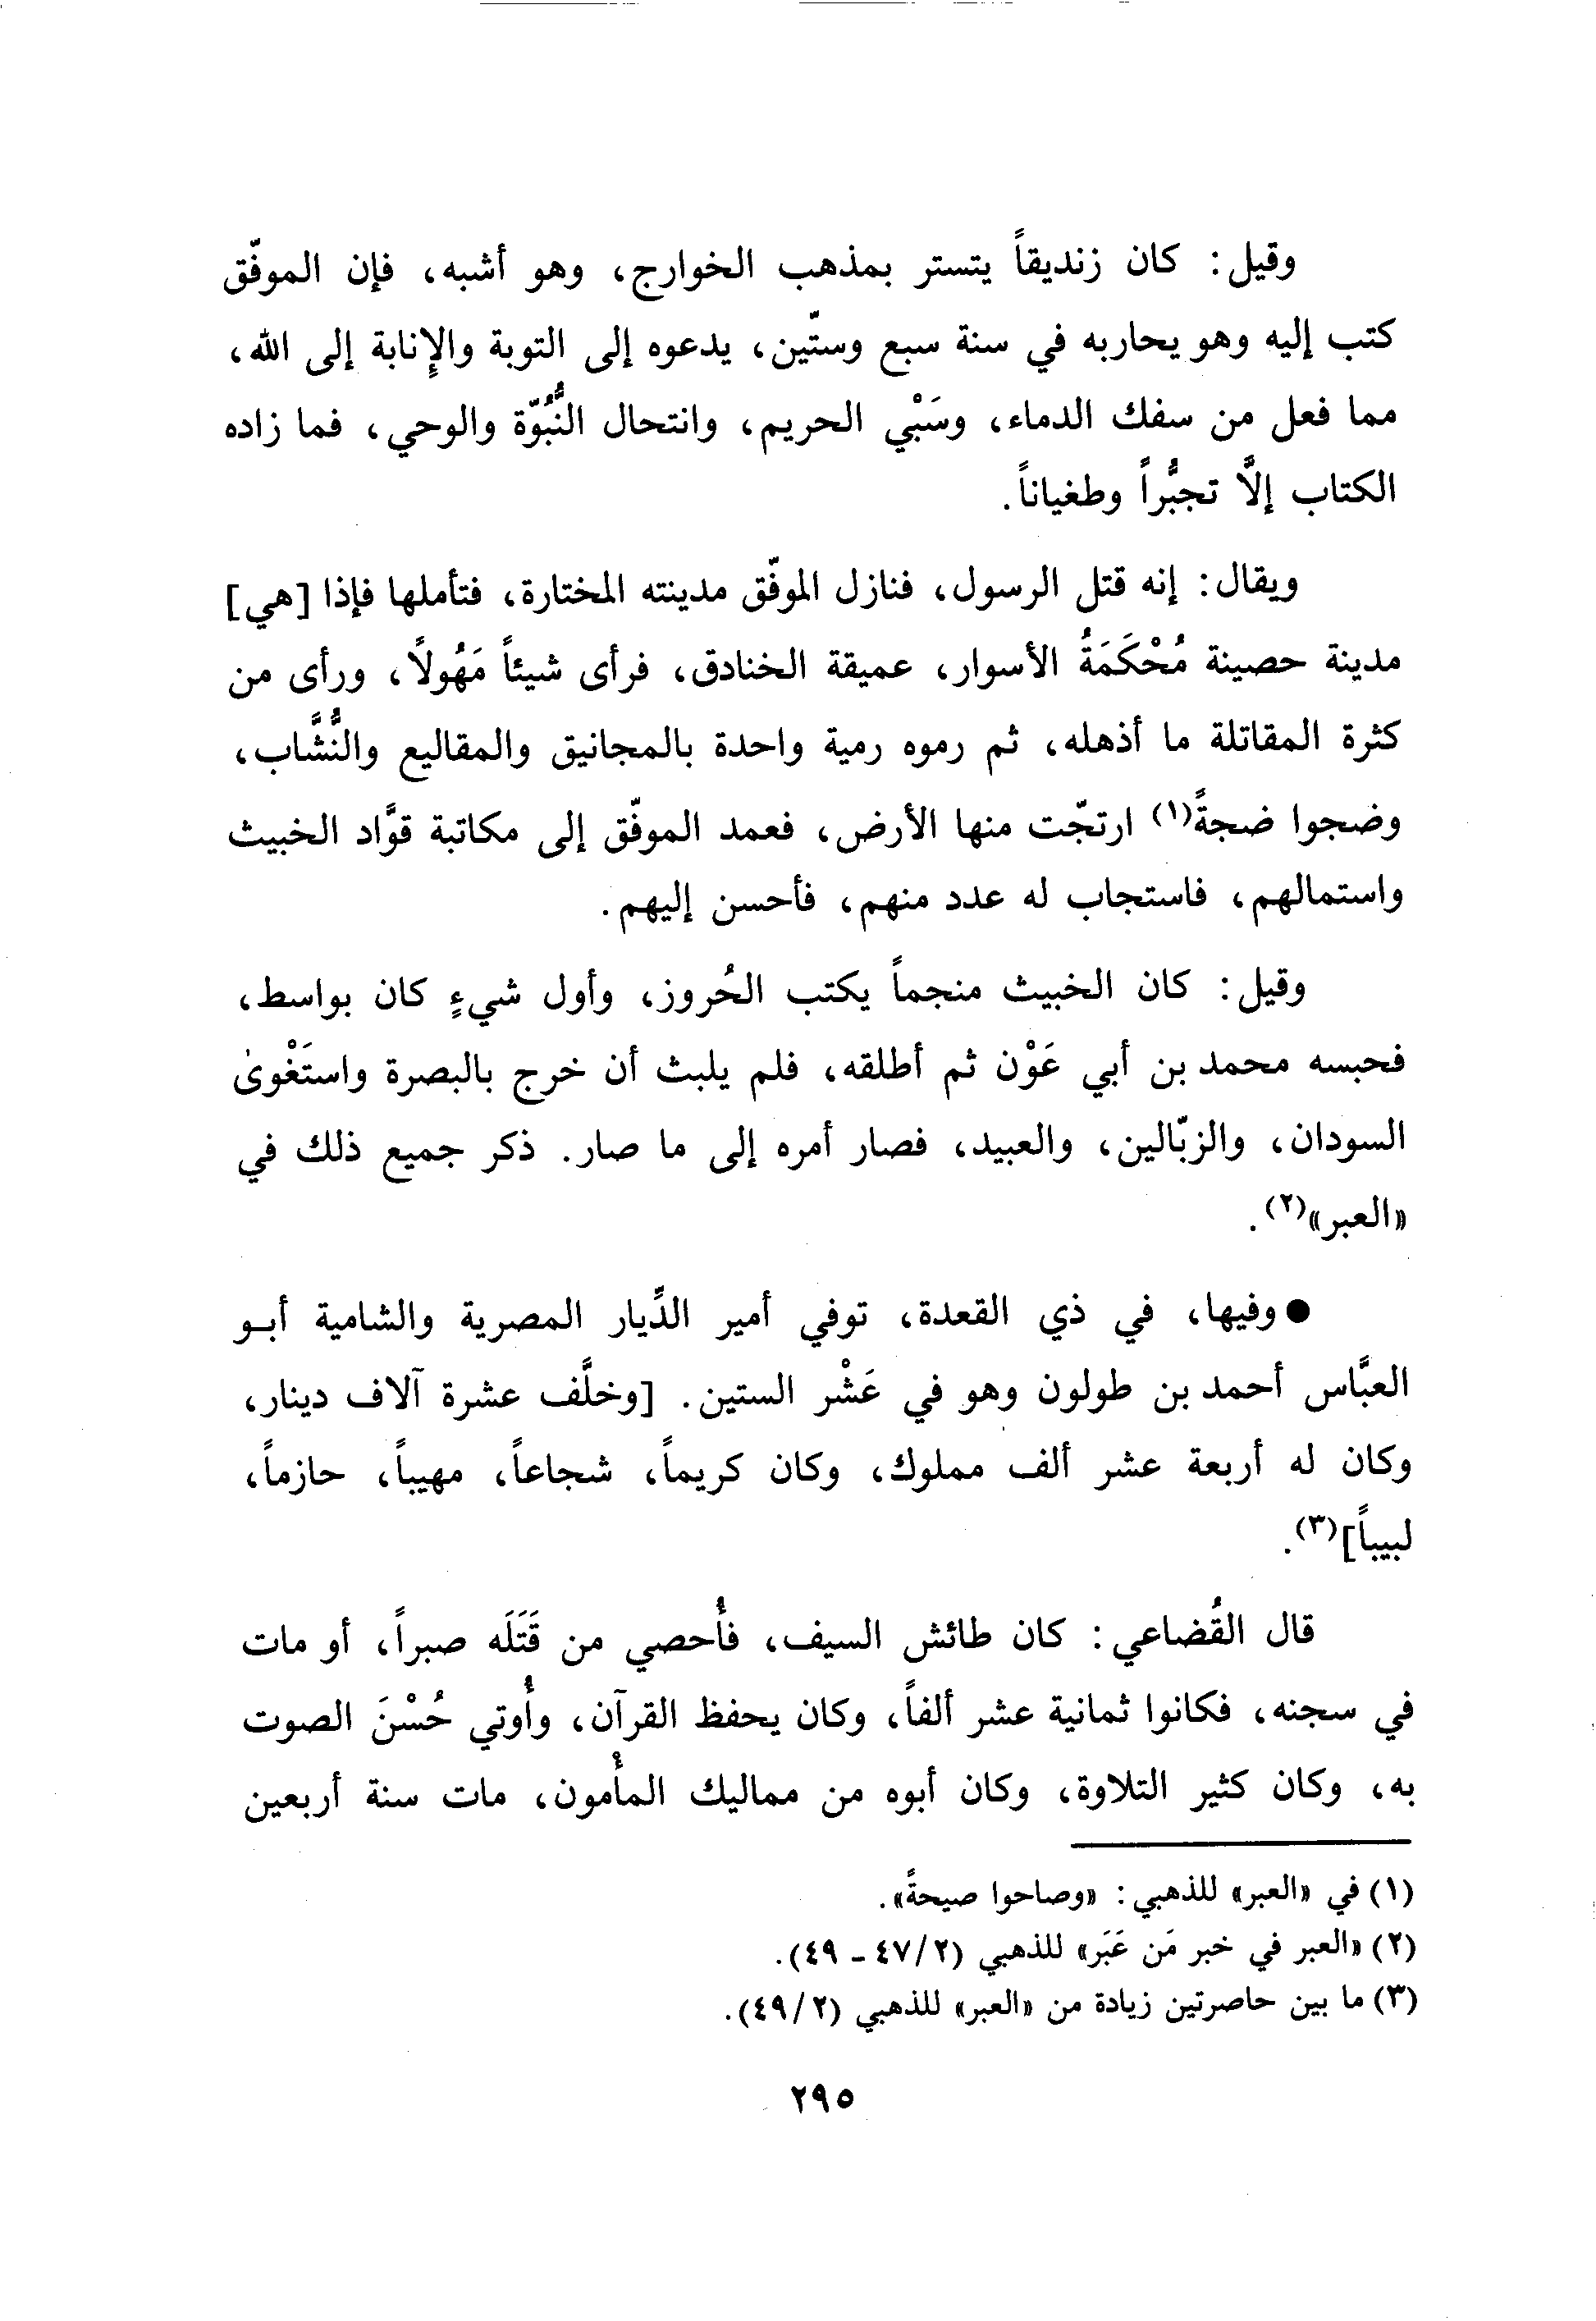 وقيل: كان زنديقاً يتستر بمذهب الخوارج، وهو أشبه، فإن الموفّق
كتب إليه وهو يحاربه في سنة سبع وستّين، يدعوه إلى التوبة والإِنابة إلى الله،
مما فعل من سفك الدماء، وسَبْي الحريم، وانتحال النُّبُوّة والوحي، فما زاده
الكتاب إلَّا تجبُّراً وطغياناً.
ويقال: إنه قتل الرسول، فنازل الموفّق مدينته المختارة، فتأملها فإذا [هي]
مدينة حصينة مُحْكَمَةُ الأسوار، عميقة الخنادق، فرأى شيئاً مَهُولاً، ورأى من
كثرة المقاتلة ما أذهله، ثم رموه رمية واحدة بالمجانيق والمقاليع والنُّشَّاب،
وضجوا ضجةً(١) ارتجّت منها الأرض، فعمد الموفّق إلى مكاتبة قوَّاد الخبيث
واستمالهم، فاستجاب له عدد منهم، فأحسن إليهم.
وقيل: كان الخبيث منجماً يكتب الحُروز، وأول شيءٍ كان بواسط،
فحبسه محمد بن أبي عَوْن ثم أطلقه، فلم يلبث أن خرج بالبصرة واستَغْوىٰ
السودان، والزبّالين، والعبيد، فصار أمره إلى ما صار. ذكر جميع ذلك في
«العبر»(٢).
● وفيها، في ذي القعدة، توفي أمير الدِّيار المصرية والشامية أبو
العبَّاس أحمد بن طولون وهو في عَشْر الستين. [وخلَّف عشرة آلاف دينار،
وكان له أربعة عشر ألف مملوك، وكان كريماً، شجاعاً، مهيباً، حازماً،
لبيباً](٣).
قال القُضاعي: كان طائش السيف، فأُحصي من قَتَلَه صبراً، أو مات
في سجنه، فكانوا ثمانية عشر ألفاً، وكان يحفظ القرآن، وأُوتي حُسْنَ الصوت
به، وكان كثير التلاوة، وكان أبوه من مماليك المأْمون، مات سنة أربعين
(١) في «العبر» للذهبي: «وصاحوا صيحةً».
(٢) «العبر في خبر مَن عَبَر» للذهبي (٢/٤٧ - ٤٩).
(٣) ما بين حاصرتين زيادة من «العبر» للذهبي (٢/٤٩).
٢٩٥